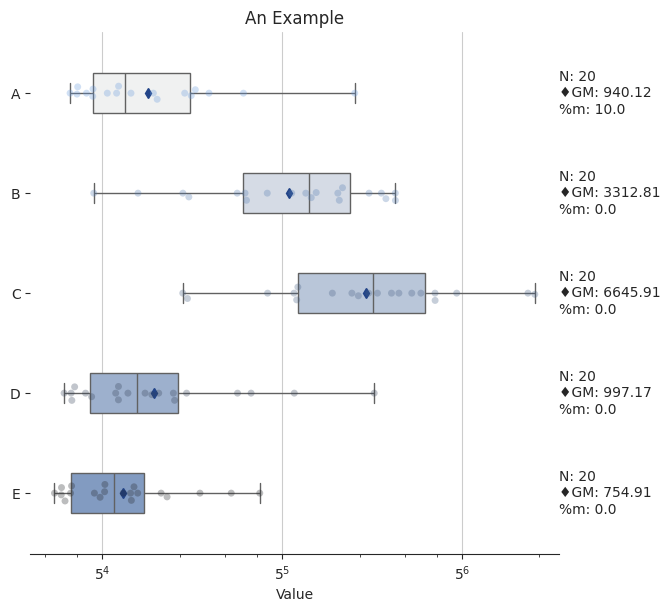 An Example
A
N: 20
♦GM: 940.12
%m: 10.0
B
N: 20
♦GM: 3312.81
%m: 0.0
C
N: 20
♦GM: 6645.91
%m: 0.0
D
N: 20
♦GM: 997.17
%m: 0.0
E
N: 20
♦GM: 754.91
%m: 0.0
5⁴ 5⁵ 5⁶
Value